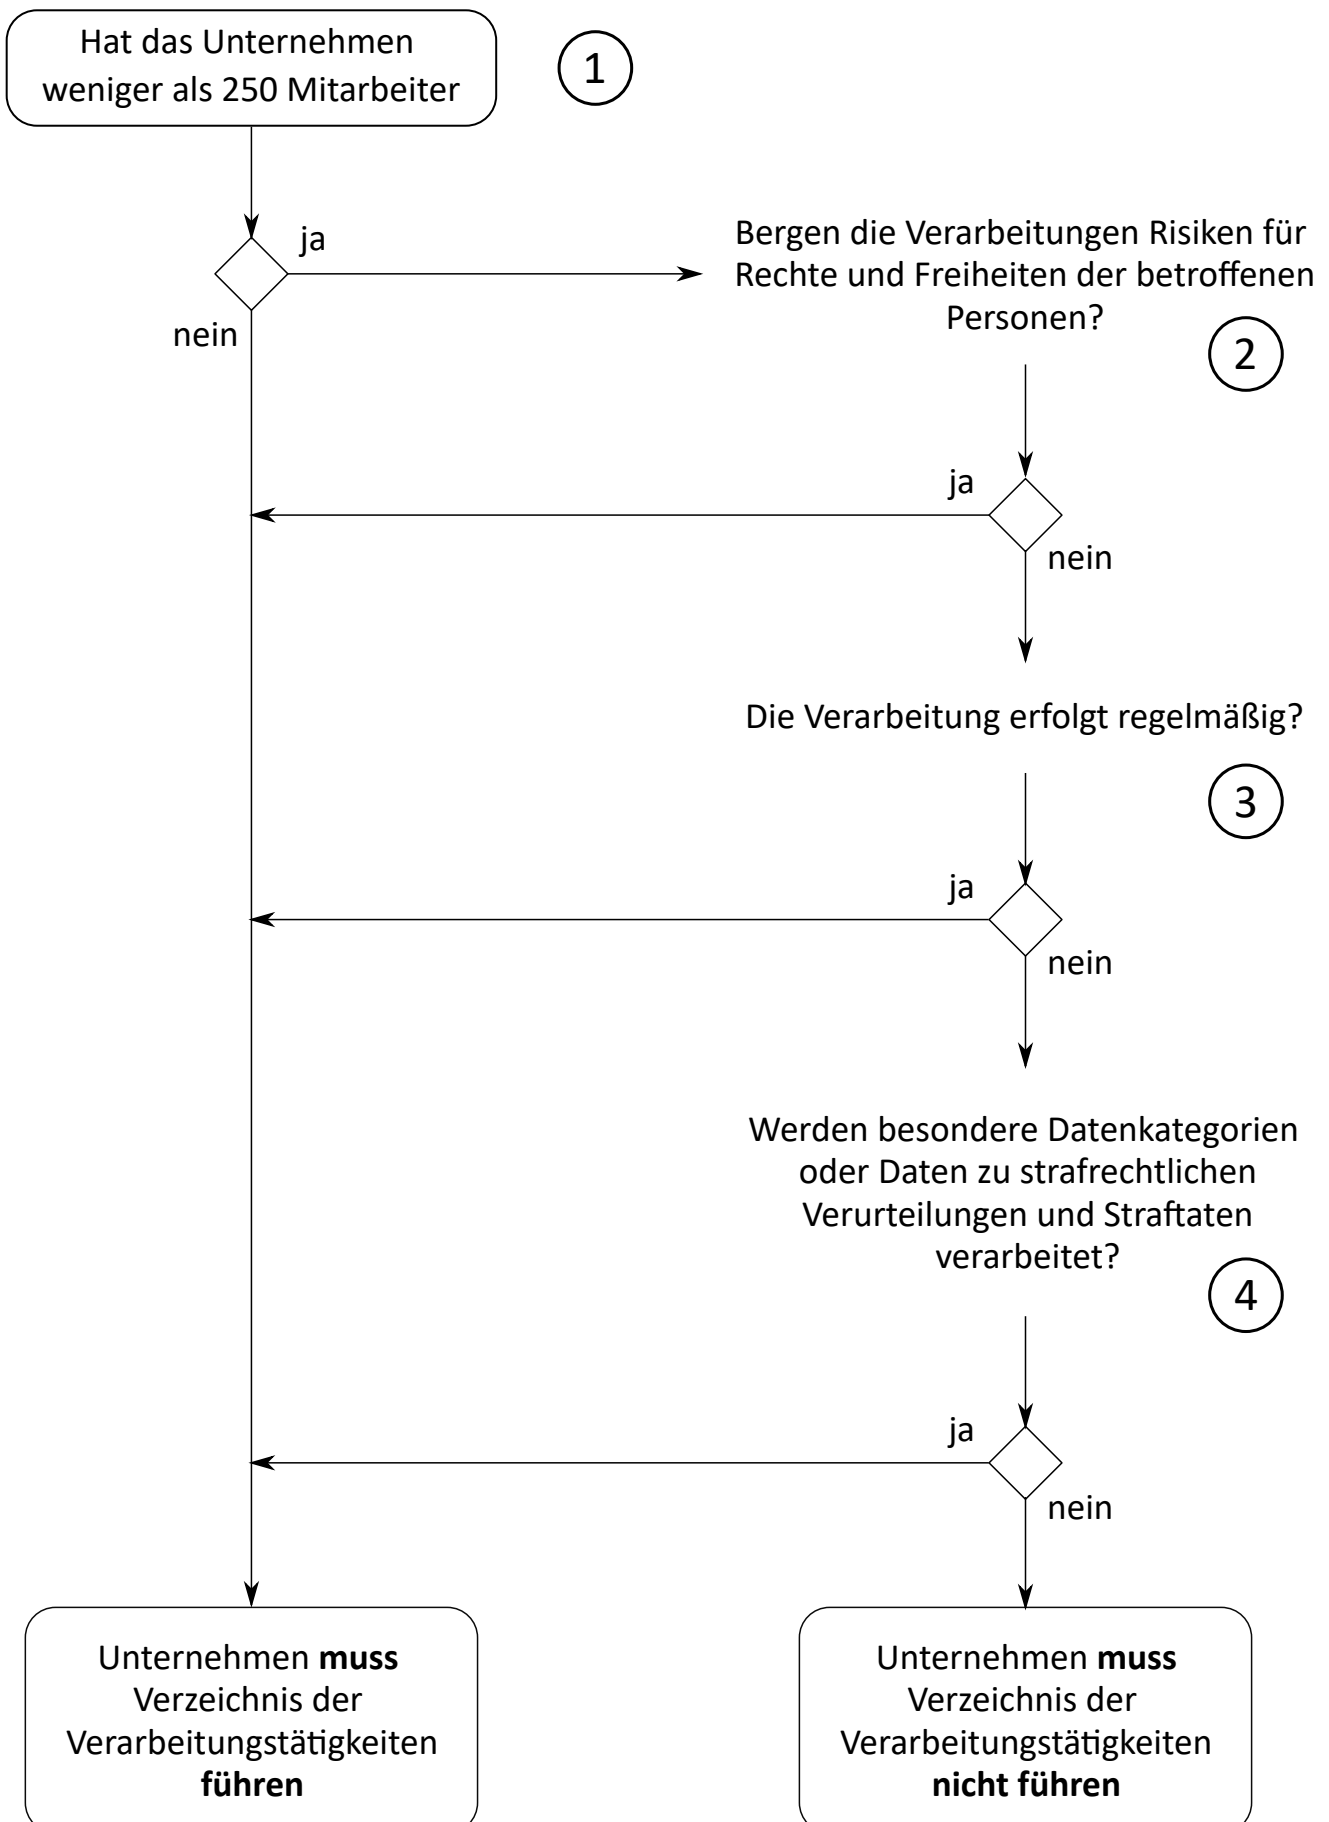 Hat das Unternehmen
weniger als 250 Mitarbeiter
1
ja
nein
Bergen die Verarbeitungen Risiken für
Rechte und Freiheiten der betroffenen
Personen?
2
ja
nein
Die Verarbeitung erfolgt regelmäßig?
3
ja
nein
Werden besondere Datenkategorien
oder Daten zu strafrechtlichen
Verurteilungen und Straftaten
verarbeitet?
4
ja
nein
Unternehmen muss
Verzeichnis der
Verarbeitungstätigkeiten
führen
Unternehmen muss
Verzeichnis der
Verarbeitungstätigkeiten
nicht führen